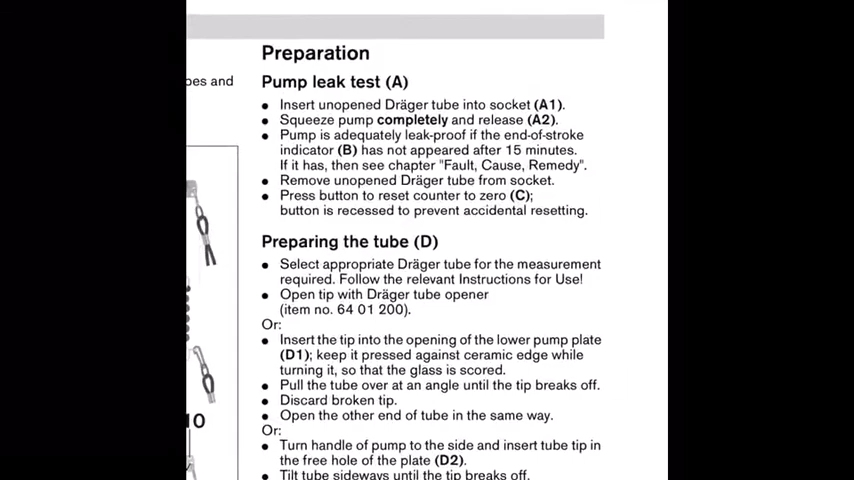 Preparation
pes and
Pump leak test (A)
● Insert unopened Dräger tube into socket (A1).
● Squeeze pump completely and release (A2).
● Pump is adequately leak-proof if the end-of-stroke
indicator (B) has not appeared after 15 minutes.
If it has, then see chapter "Fault, Cause, Remedy".
● Remove unopened Dräger tube from socket.
● Press button to reset counter to zero (C);
button is recessed to prevent accidental resetting.
Preparing the tube (D)
● Select appropriate Dräger tube for the measurement
required. Follow the relevant Instructions for Use!
● Open tip with Dräger tube opener
(item no. 64 01 200).
Or:
● Insert the tip into the opening of the lower pump plate
(D1); keep it pressed against ceramic edge while
turning it, so that the glass is scored.
● Pull the tube over at an angle until the tip breaks off.
● Discard broken tip.
● Open the other end of tube in the same way.
10
Or:
● Turn handle of pump to the side and insert tube tip in
the free hole of the plate (D2).
● Tilt tube sideways until the tip breaks off.